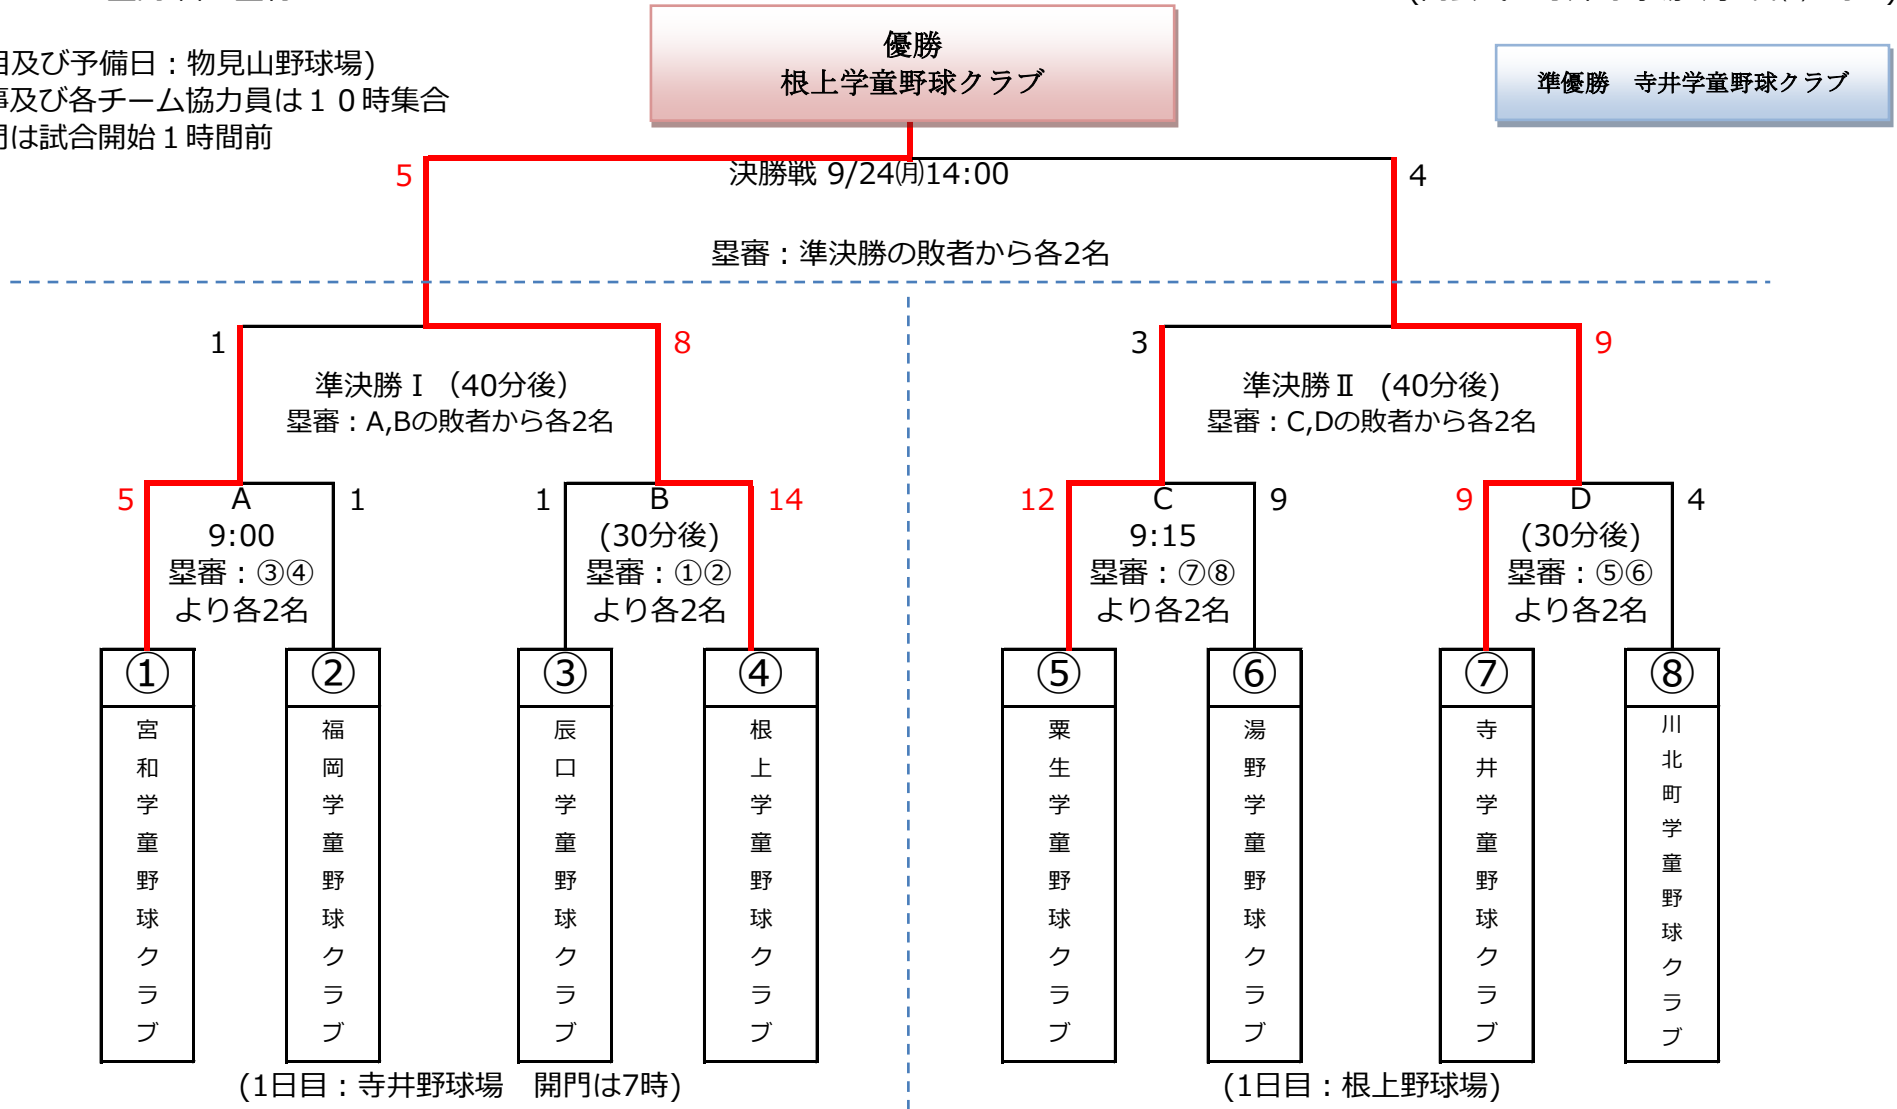 優勝
根上学童野球クラブ
準優勝　寺井学童野球クラブ
目及び予備日：物見山野球場)
事及び各チーム協力員は１０時集合
門は試合開始１時間前
5
決勝戦 9/24㈪14:00
4
塁審：準決勝の敗者から各2名
1
8
準決勝Ⅰ（40分後）
塁審：A,Bの敗者から各2名
3
9
準決勝Ⅱ (40分後)
塁審：C,Dの敗者から各2名
5
A
1
9:00
塁審：③④
より各2名
1
B
14
(30分後)
塁審：①②
より各2名
12
C
9
9:15
塁審：⑦⑧
より各2名
9
D
4
(30分後)
塁審：⑤⑥
より各2名
①
宮和学童野球クラブ
②
福岡学童野球クラブ
③
辰口学童野球クラブ
④
根上学童野球クラブ
⑤
粟生学童野球クラブ
⑥
湯野学童野球クラブ
⑦
寺井学童野球クラブ
⑧
川北町学童野球クラブ
(1日目：寺井野球場　開門は7時)
(1日目：根上野球場)